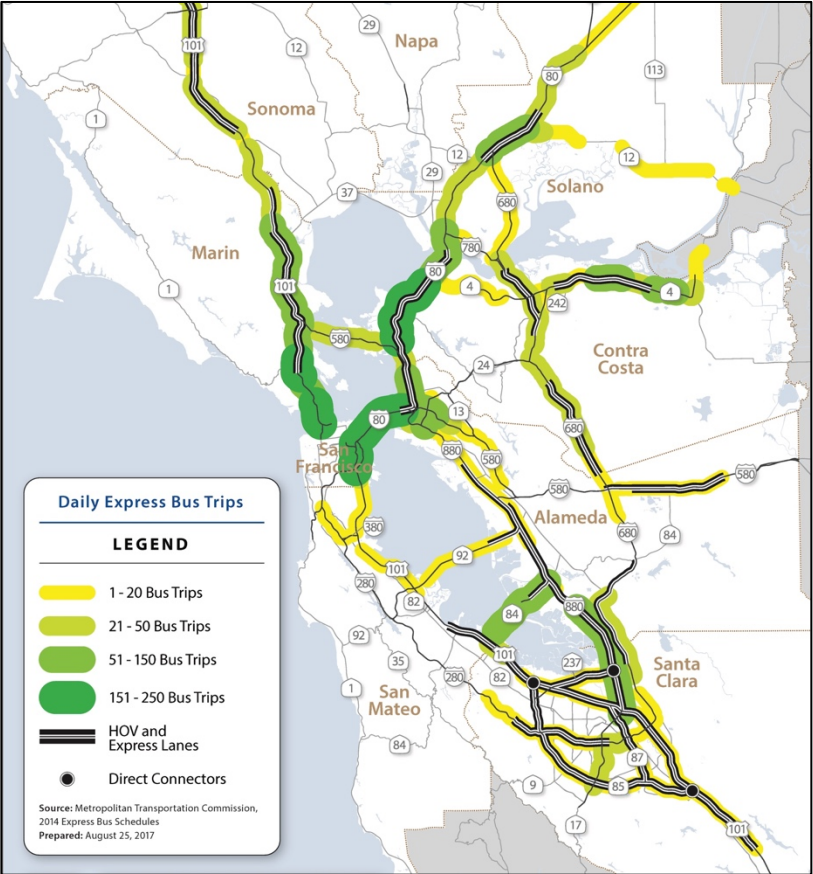 29
101
12
Napa
80
113
Sonoma
1
12
29
12
Solano
37
680
Marin
780
101
80
1
4
242
4
580
Contra
Costa
24
13
80
680
San
Francisco
880
580
580
580
Alameda
380
680
84
92
101
280
82
84
880
92
101
237
Santa
Clara
35
82
280
1
San
Mateo
84
87
9
85
17
101
Daily Express Bus Trips
LEGEND
1 - 20 Bus Trips
21 - 50 Bus Trips
51 - 150 Bus Trips
151 - 250 Bus Trips
HOV and
Express Lanes
Direct Connectors
Source: Metropolitan Transportation Commission,
2014 Express Bus Schedules
Prepared: August 25, 2017